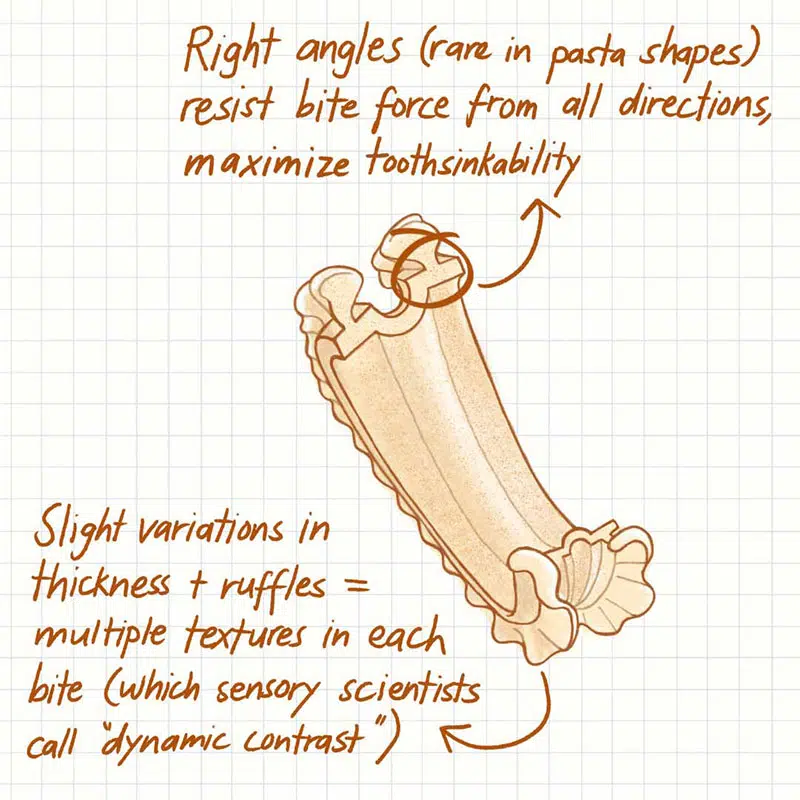 Right angles (rare in pasta shapes)
resist bite force from all directions,
maximize toothsinkability
Slight variations in
thickness + ruffles =
multiple textures in each
bite (which sensory scientists
call "dynamic contrast")